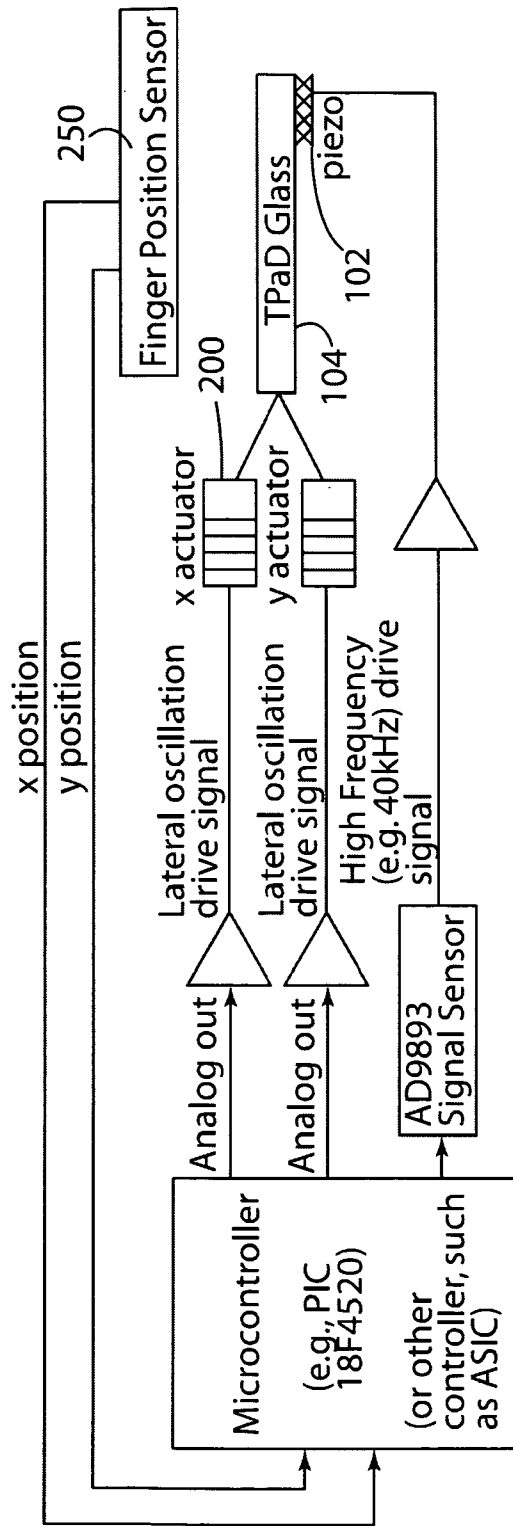 x position
y position
Finger Position Sensor
250
Microcontroller
(e.g., PIC
18F4520)
(or other
controller, such
as ASIC)
Analog out
Lateral oscillation
drive signal
x actuator
200
Analog out
Lateral oscillation
drive signal
y actuator
TPaD Glass
104
piezo
102
AD9893
Signal Sensor
High Frequency
(e.g. 40kHz) drive
signal